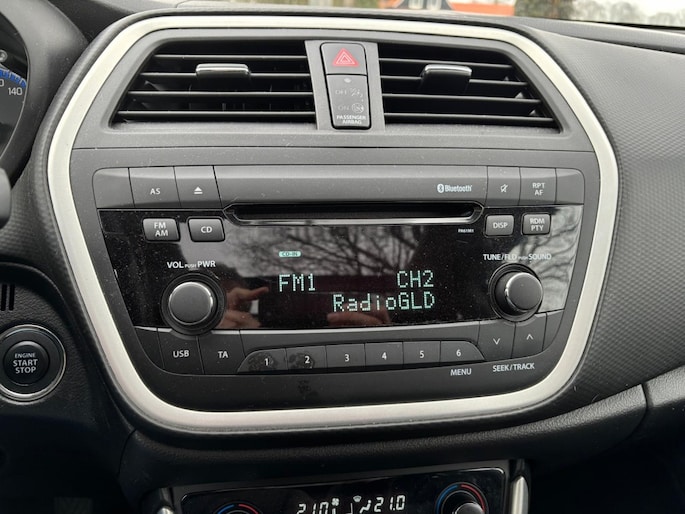 140
OFF
ON
PASSENGER
AIRBAG
AS
Bluetooth
RPT
AF
FM
AM
CD
DISP
RDM
PTY
CD-IN
VOL PUSH PWR
TUNE/FLD PUSH SOUND
FM1 CH2
RadioGLD
USB
TA
1 2 3 4 5 6
MENU
SEEK/TRACK
ENGINE
START
STOP
21.0
21.0